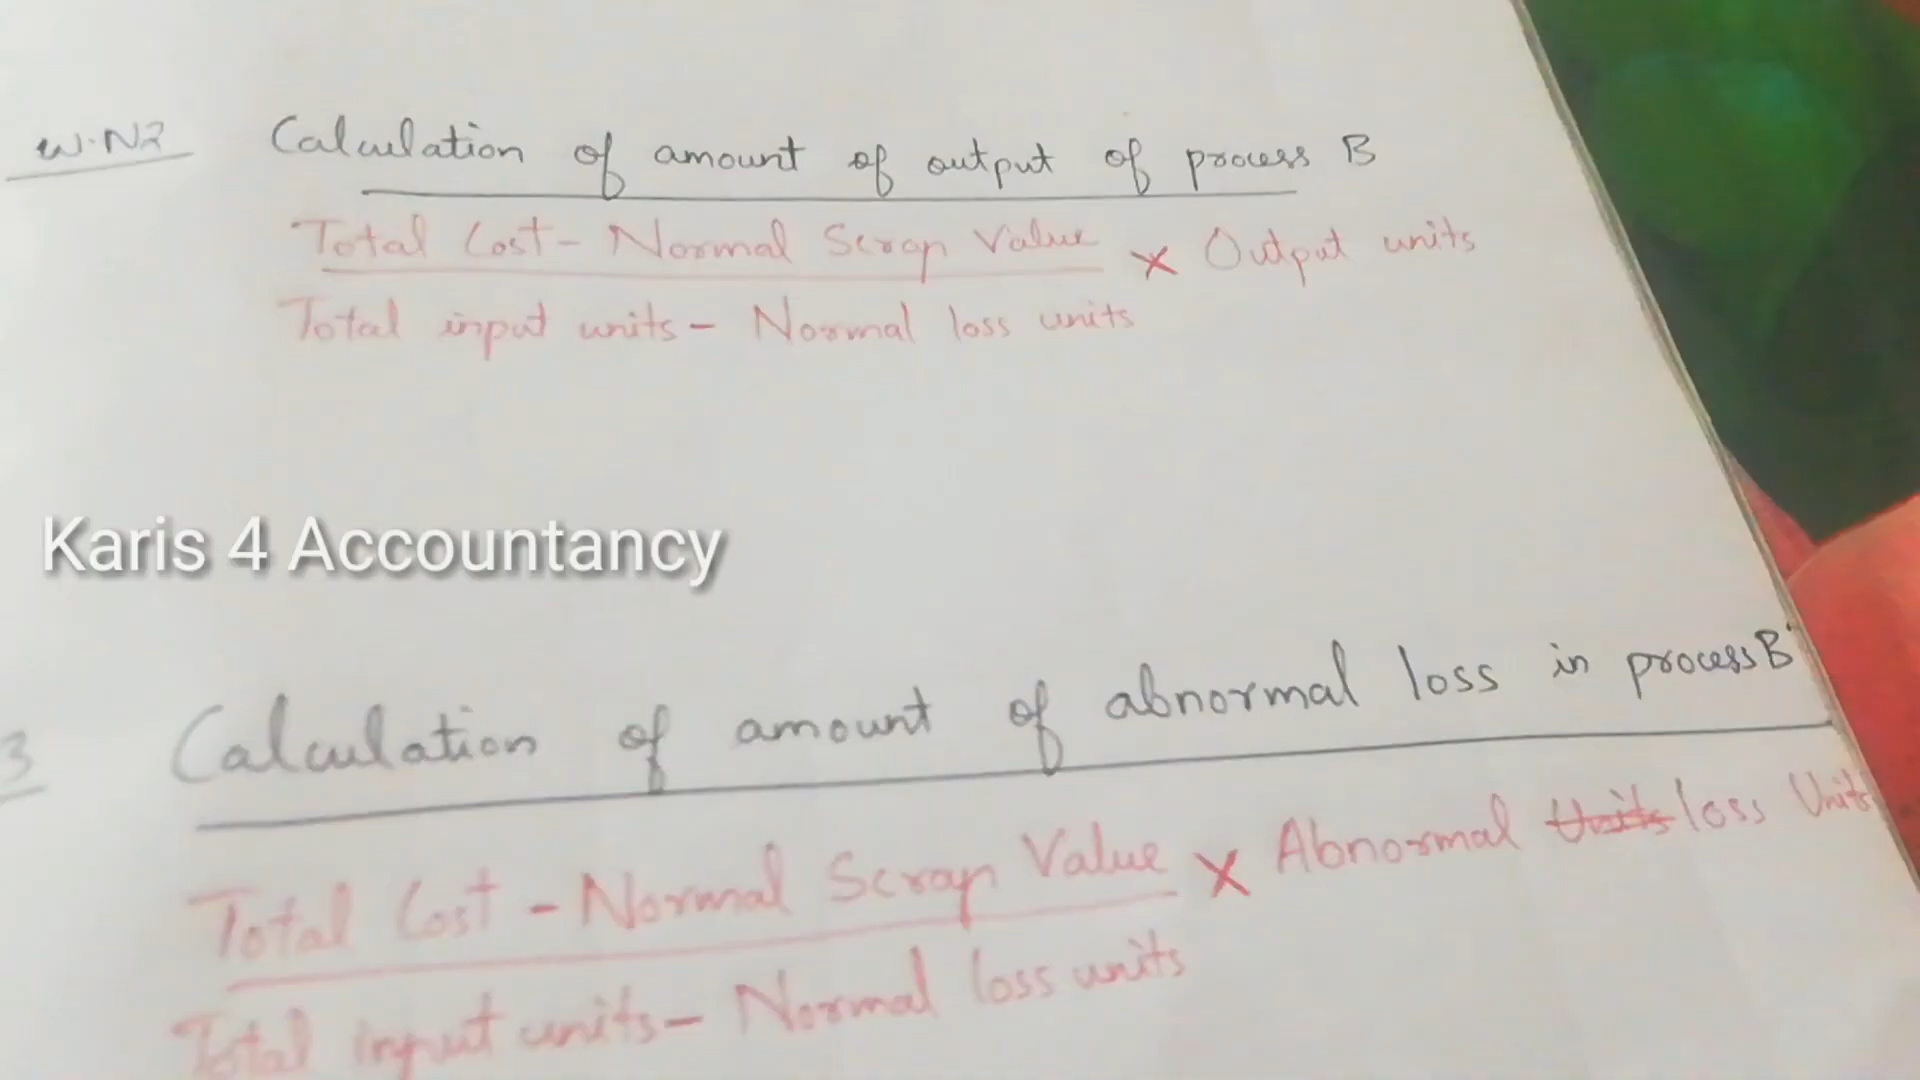 W.N2 Calculation of amount of output of process B
Total Cost - Normal Scrap Value × Output units
Total input units - Normal loss units
Karis 4 Accountancy
3 Calculation of amount of abnormal loss in process B
Total Cost - Normal Scrap Value × Abnormal Units loss Units
Total input units - Normal loss units